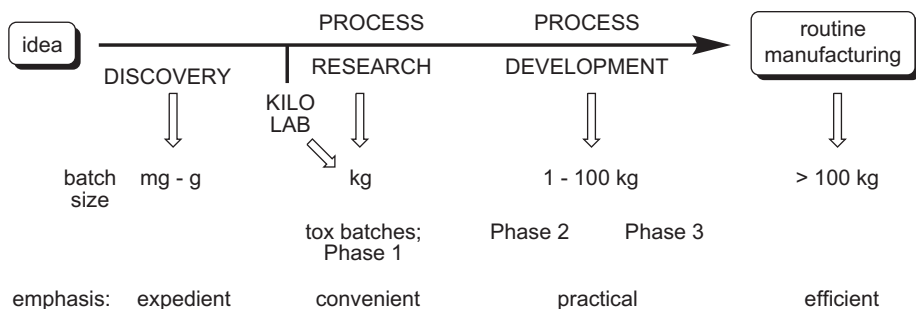 idea
PROCESS
RESEARCH
PROCESS
DEVELOPMENT
routine
manufacturing
DISCOVERY
KILO
LAB
batch
size
mg - g
kg
1 - 100 kg
> 100 kg
tox batches;
Phase 1
Phase 2
Phase 3
emphasis:
expedient
convenient
practical
efficient